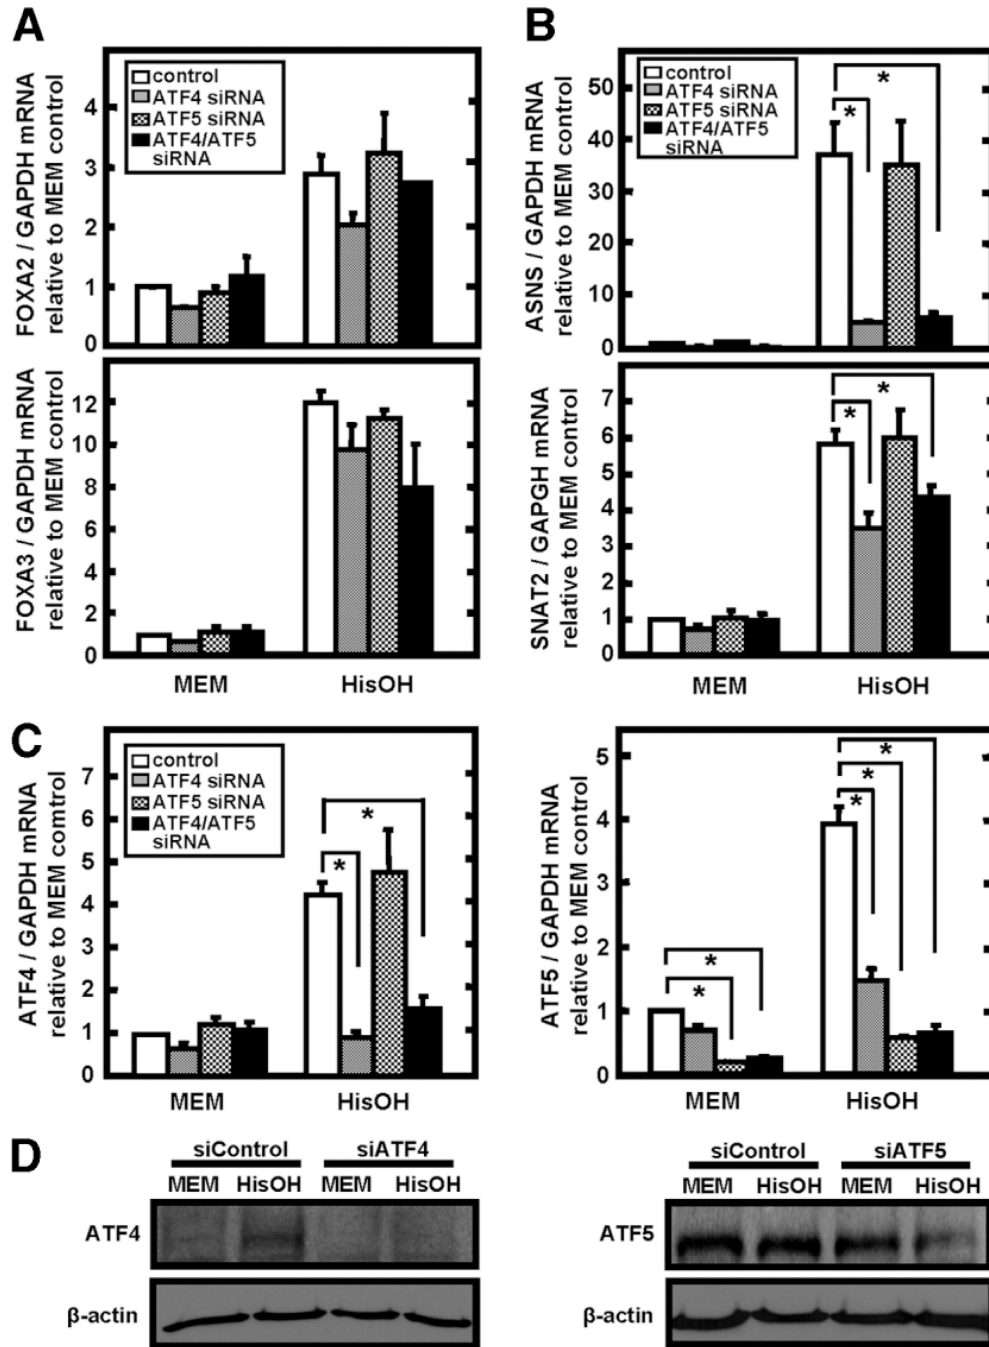 A
FOXA2 / GAPDH mRNA
relative to MEM control
4
3
2
1
0
control
ATF4 siRNA
ATF5 siRNA
ATF4/ATF5
siRNA
FOXA3 / GAPDH mRNA
relative to MEM control
12
10
8
6
4
2
0
MEM
HisOH
B
ASNS / GAPDH mRNA
relative to MEM control
50
40
30
20
10
0
control
ATF4 siRNA
ATF5 siRNA
ATF4/ATF5
siRNA
*
*
SNAT2 / GAPGH mRNA
relative to MEM control
7
6
5
4
3
2
1
0
*
*
MEM
HisOH
C
ATF4 / GAPDH mRNA
relative to MEM comtrol
7
6
5
4
3
2
1
0
control
ATF4 siRNA
ATF5 siRNA
ATF4/ATF5
siRNA
*
*
MEM
HisOH
ATF5 / GAPDH mRNA
relative to MEM control
5
4
3
2
1
0
*
*
*
*
*
MEM
HisOH
D
siControl siATF4
MEM HisOH MEM HisOH
ATF4
β-actin
siControl siATF5
MEM HisOH MEM HisOH
ATF5
β-actin